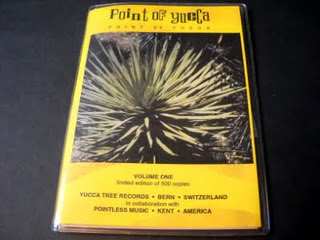 Point of yucca
POINT OF YUCCA
VOLUME ONE
limited edition of 500 copies
YUCCA TREE RECORDS • BERN • SWITZERLAND
in collaboration with
POINTLESS MUSIC • KENT • AMERICA